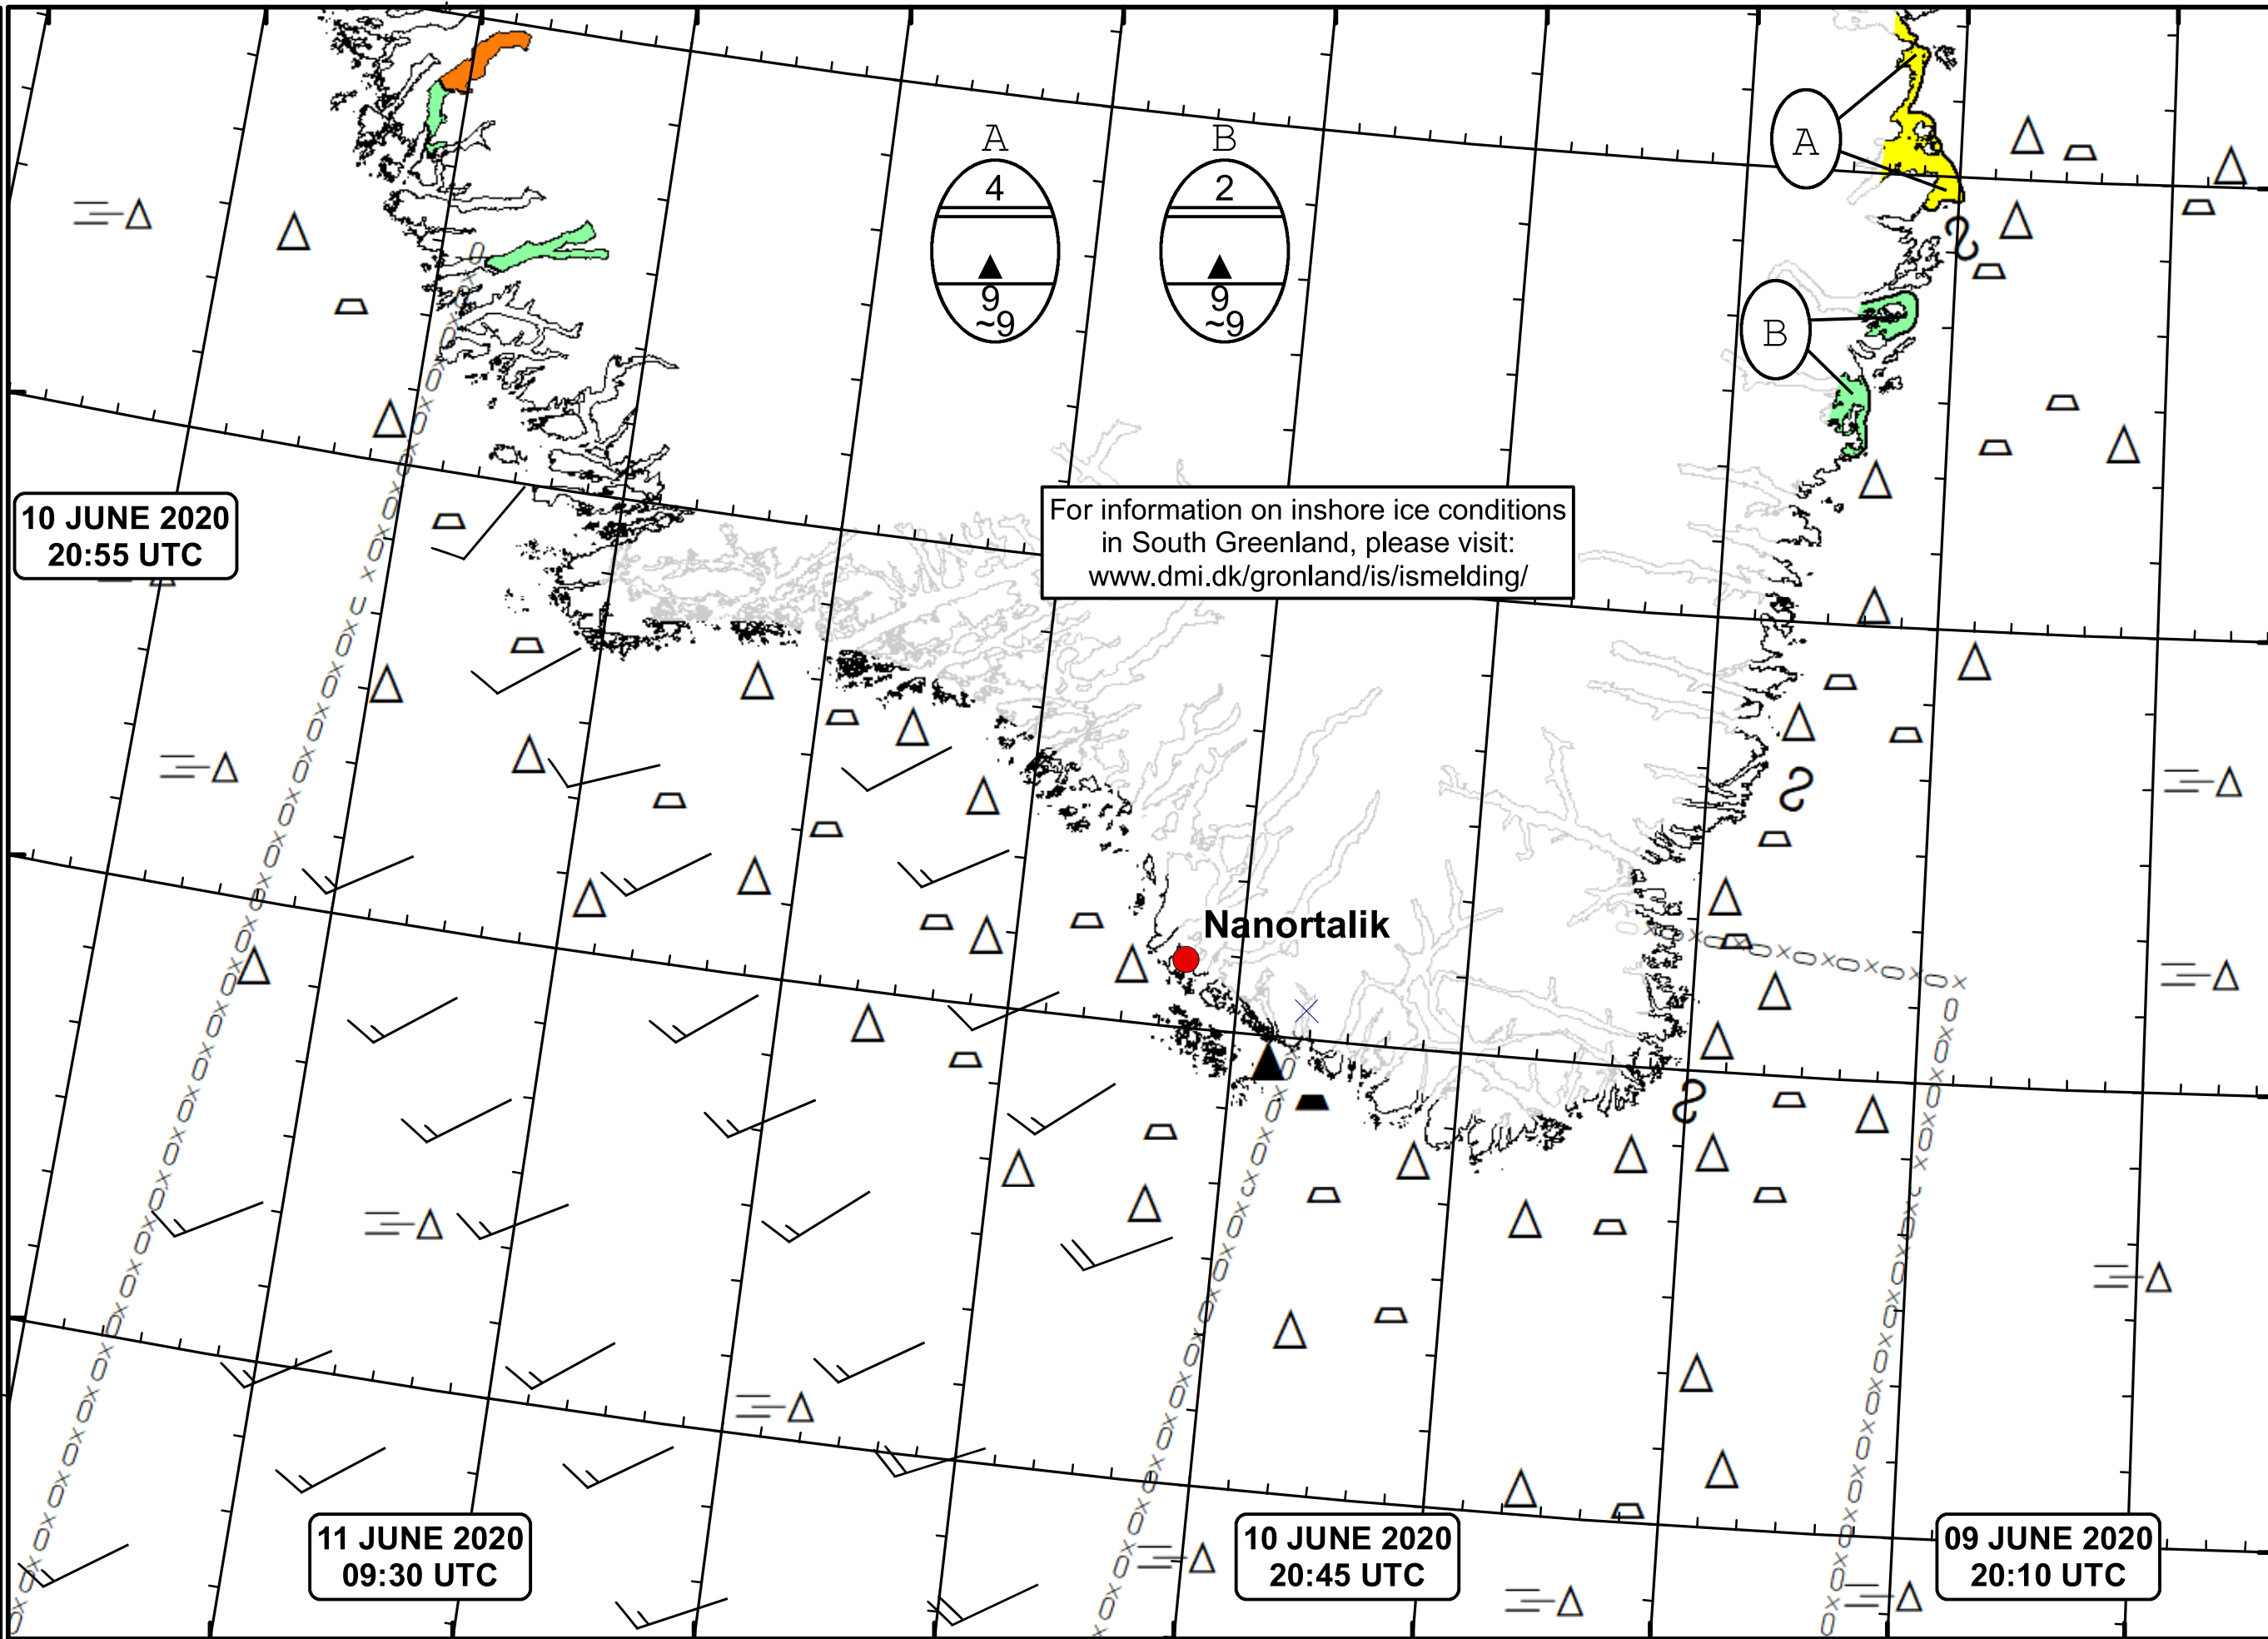 A
B
4
2
9
~9
9
~9
A
B
For information on inshore ice conditions
in South Greenland, please visit:
www.dmi.dk/gronland/is/ismelding/
10 JUNE 2020
20:55 UTC
Nanortalik
11 JUNE 2020
09:30 UTC
10 JUNE 2020
20:45 UTC
09 JUNE 2020
20:10 UTC